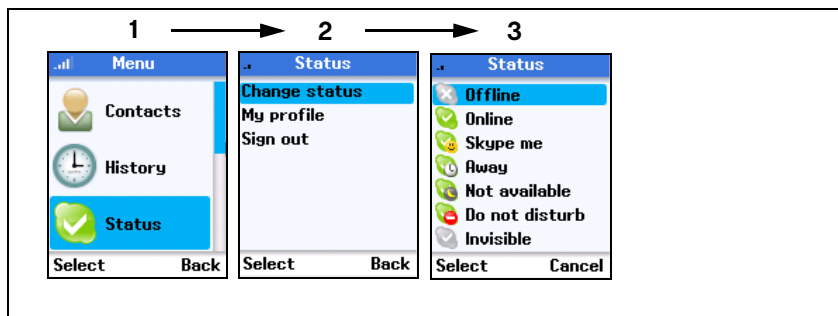 1 2 3
Menu
Contacts
History
Status
Select Back
Status
Change status
My profile
Sign out
Select Back
Status
Offline
Online
Skype me
Away
Not available
Do not disturb
Invisible
Select Cancel